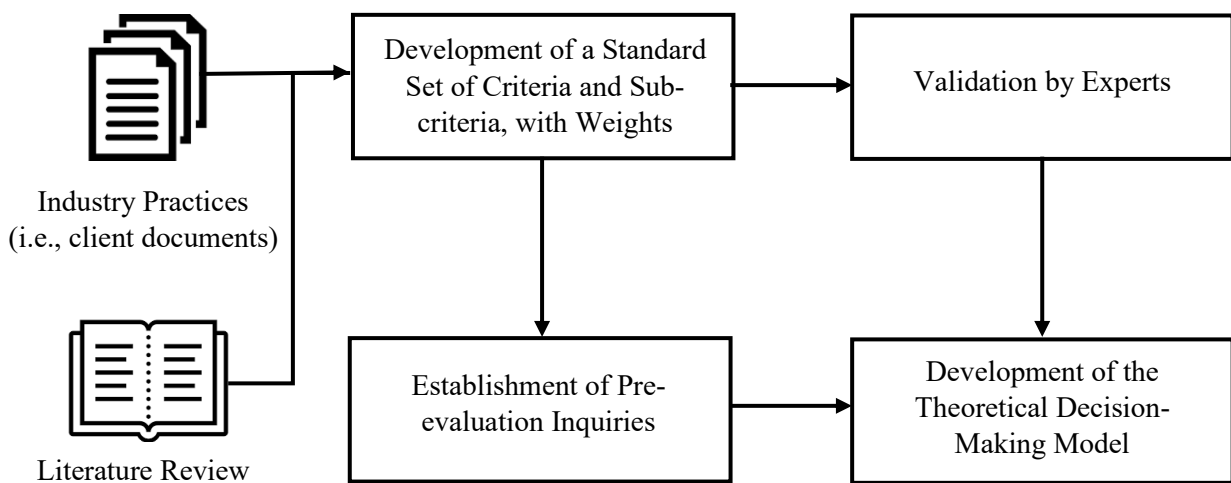 Industry Practices
(i.e., client documents)
Literature Review
Development of a Standard
Set of Criteria and Sub-
criteria, with Weights
Validation by Experts
Establishment of Pre-
evaluation Inquiries
Development of the
Theoretical Decision-
Making Model